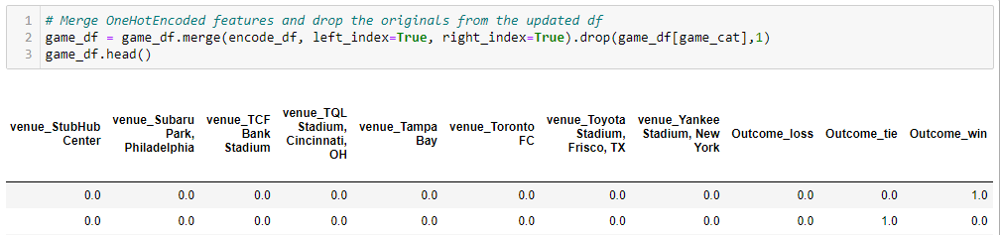 1 # Merge OneHotEncoded features and drop the originals from the updated df
2 game_df = game_df.merge(encode_df, left_index=True, right_index=True).drop(game_df[game_cat],1)
3 game_df.head()
venue_StubHub Center venue_Subaru Park, Philadelphia venue_TCF Bank Stadium venue_TQL Stadium, Cincinnati, OH venue_Tampa Bay venue_Toronto FC venue_Toyota Stadium, Frisco, TX venue_Yankee Stadium, New York Outcome_loss Outcome_tie Outcome_win
0.0 0.0 0.0 0.0 0.0 0.0 0.0 0.0 0.0 0.0 1.0
0.0 0.0 0.0 0.0 0.0 0.0 0.0 0.0 0.0 1.0 0.0